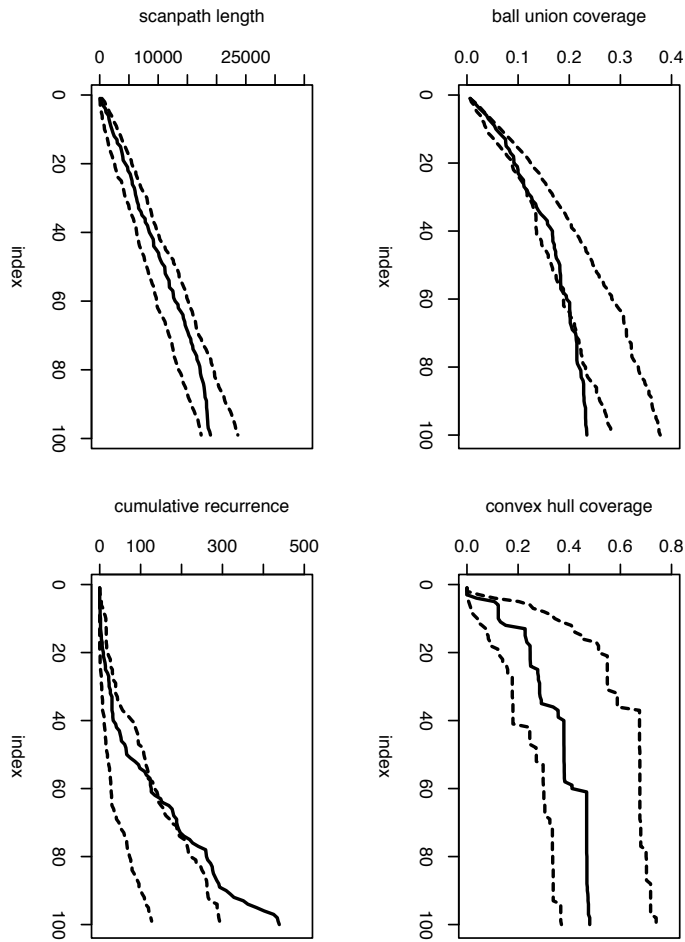 scanpath length
0 10000 25000
0 20 40 60 80 100
index
ball union coverage
0.0 0.1 0.2 0.3 0.4
0 20 40 60 80 100
index
cumulative recurrence
0 100 300 500
0 20 40 60 80 100
index
convex hull coverage
0.0 0.2 0.4 0.6 0.8
0 20 40 60 80 100
index